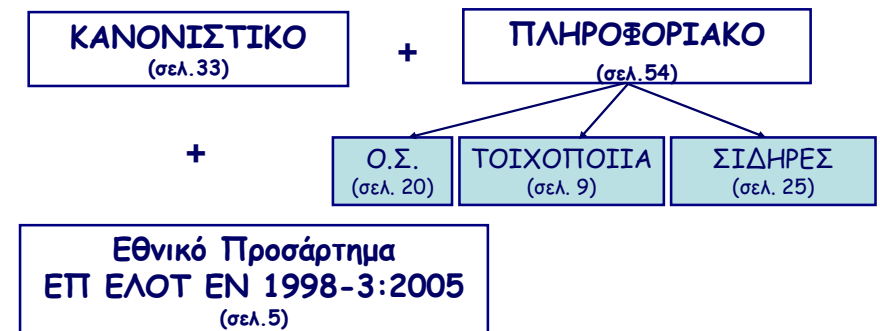 ΚΑΝΟΝΙΣΤΙΚΟ
(σελ.33)
+
ΠΛΗΡΟΦΟΡΙΑΚΟ
(σελ.54)
+
Ο.Σ.
(σελ. 20)
ΤΟΙΧΟΠΟΙΙΑ
(σελ. 9)
ΣΙΔΗΡΕΣ
(σελ. 25)
Εθνικό Προσάρτημα
ΕΠ ΕΛΟΤ ΕΝ 1998-3:2005
(σελ.5)